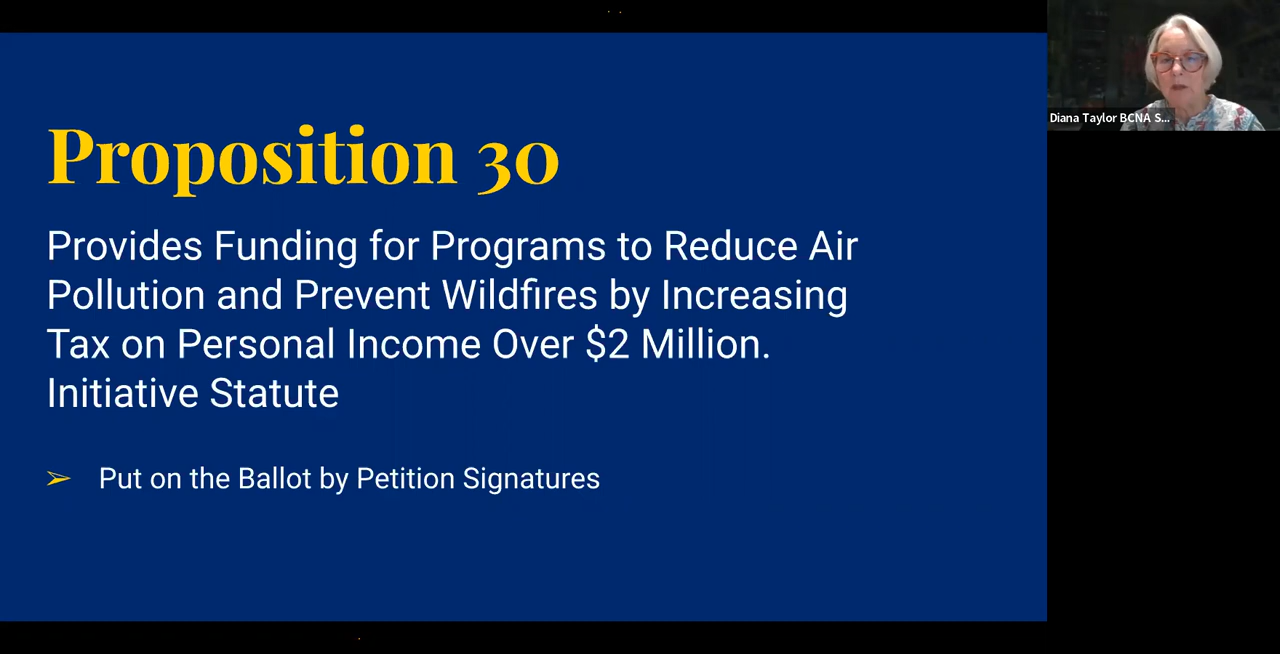 Proposition 30
Provides Funding for Programs to Reduce Air
Pollution and Prevent Wildfires by Increasing
Tax on Personal Income Over $2 Million.
Initiative Statute
➢ Put on the Ballot by Petition Signatures
Diana Taylor BCNA S...